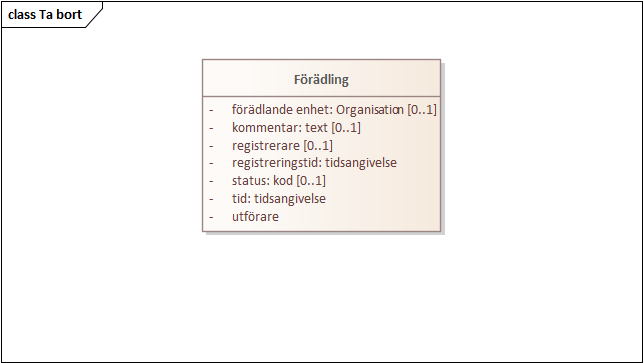 class Ta bort
Förädling
- förädlande enhet: Organisation [0..1]
- kommentar: text [0..1]
- registrerare [0..1]
- registreringstid: tidsangivelse
- status: kod [0..1]
- tid: tidsangivelse
- utförare